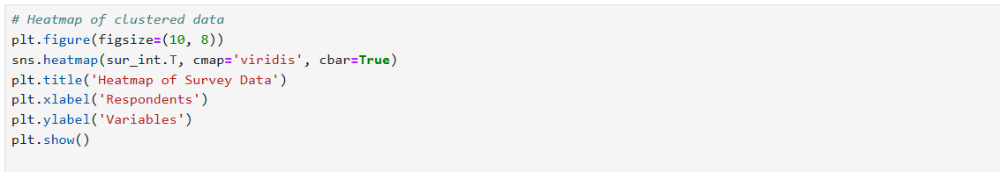 # Heatmap of clustered data
plt.figure(figsize=(10, 8))
sns.heatmap(sur_int.T, cmap='viridis', cbar=True)
plt.title('Heatmap of Survey Data')
plt.xlabel('Respondents')
plt.ylabel('Variables')
plt.show()